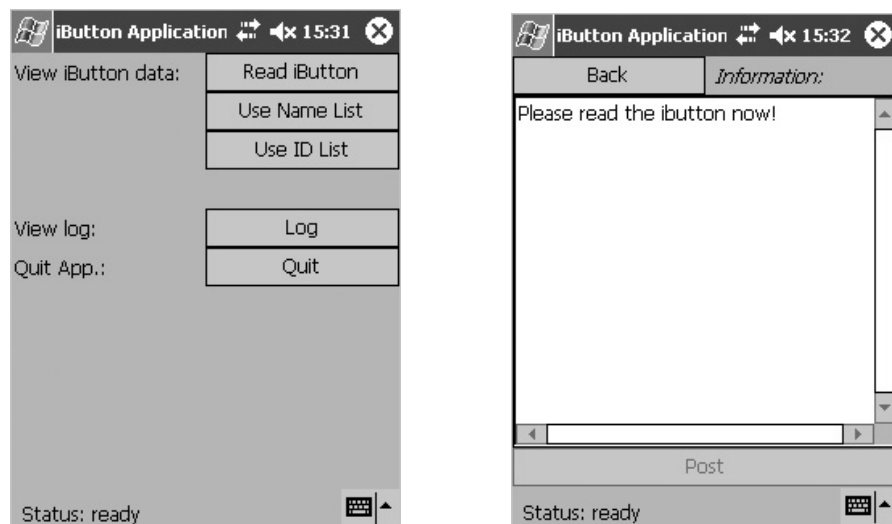 iButton Application 15:31
View iButton data: Read iButton
Use Name List
Use ID List
View log: Log
Quit App.: Quit
Status: ready
iButton Application 15:32
Back Information:
Please read the ibutton now!
Post
Status: ready